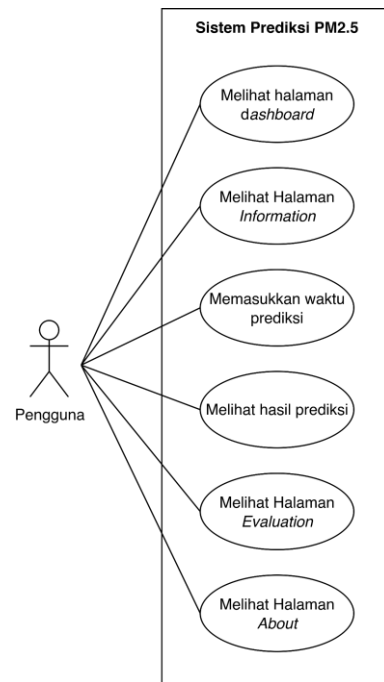 Sistem Prediksi PM2.5
Melihat halaman
dashboard
Melihat Halaman
Information
Memasukkan waktu
prediksi
Pengguna
Melihat hasil prediksi
Melihat Halaman
Evaluation
Melihat Halaman
About